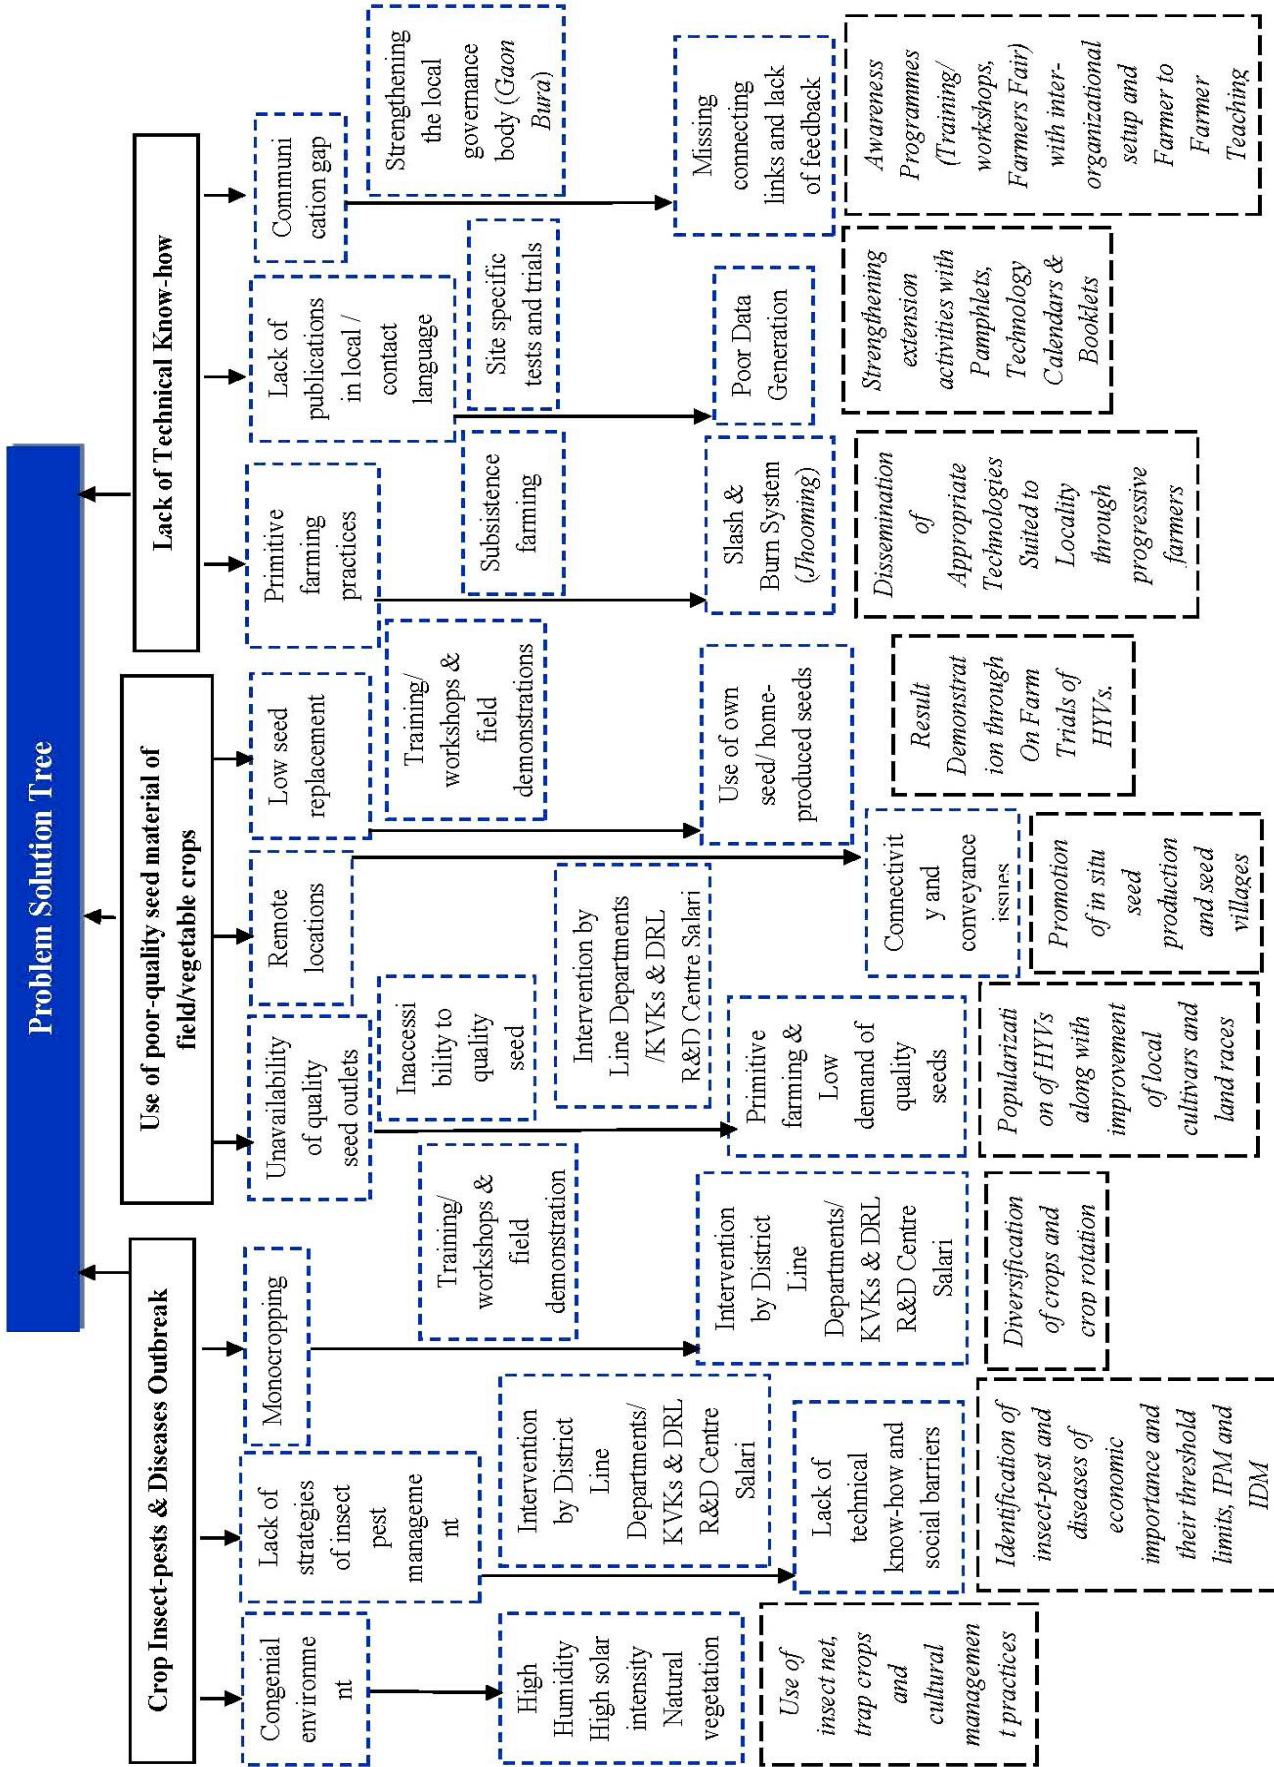 Problem Solution Tree
Crop Insect-pests & Diseases Outbreak
Use of poor-quality seed material of
field/vegetable crops
Lack of Technical Know-how
Congenial
environme
nt
Lack of
strategies
of insect
pest
manageme
nt
Monocropping
Unavailability
of quality
seed outlets
Remote
locations
Low seed
replacement
Primitive
farming
practices
Lack of
publications
in local /
contact
language
Communi
cation gap
Training/
workshops &
field
demonstration
Inaccessi
bility to
quality
seed
Training/
workshops &
field
demonstrations
Subsistence
farming
Site specific
tests and trials
Strengthening
the local
governance
body (Gaon
Bura)
High
Humidity
High solar
intensity
Natural
vegetation
Intervention
by District
Line
Departments/
KVKs & DRL
R&D Centre
Salari
Intervention by
Line Departments
/KVKs & DRL
R&D Centre Salari
Lack of
technical
know-how and
social barriers
Intervention
by District
Line
Departments/
KVKs & DRL
R&D Centre
Salari
Primitive
farming &
Low
demand of
quality
seeds
Connectivit
y and
conveyance
issues
Use of own
seed/ home-
produced seeds
Slash &
Burn System
(Jhooming)
Poor Data
Generation
Missing
connecting
links and lack
of feedback
Use of
insect net,
trap crops
and
cultural
managemen
t practices
Identification of
insect-pest and
diseases of
economic
importance and
their threshold
limits, IPM and
IDM
Diversification
of crops and
crop rotation
Popularizati
on of HYVs
along with
improvement
of local
cultivars and
land races
Promotion
of in situ
seed
production
and seed
villages
Result
Demonstrat
ion through
On Farm
Trials of
HYVs.
Dissemination
of
Appropriate
Technologies
Suited to
Locality
through
progressive
farmers
Strengthening
extension
activities with
Pamphlets,
Technology
Calendars &
Booklets
Awareness
Programmes
(Training/
workshops,
Farmers Fair)
with inter-
organizational
setup and
Farmer to
Farmer
Teaching